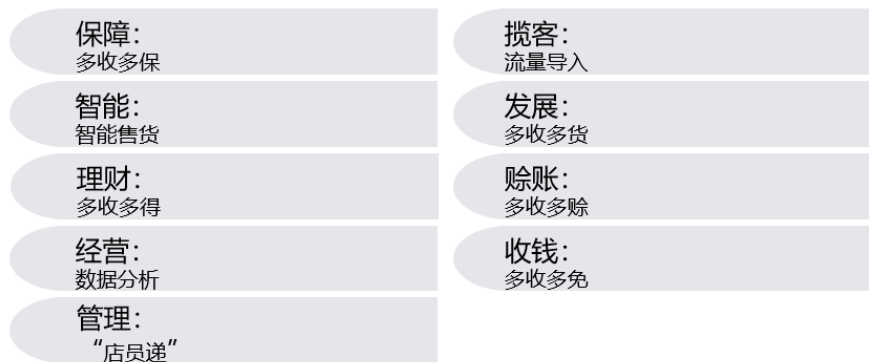 保障：
多收多保
揽客：
流量导入
智能：
智能售货
发展：
多收多货
理财：
多收多得
赊账：
多收多赊
经营：
数据分析
收钱：
多收多免
管理：
“店员递”